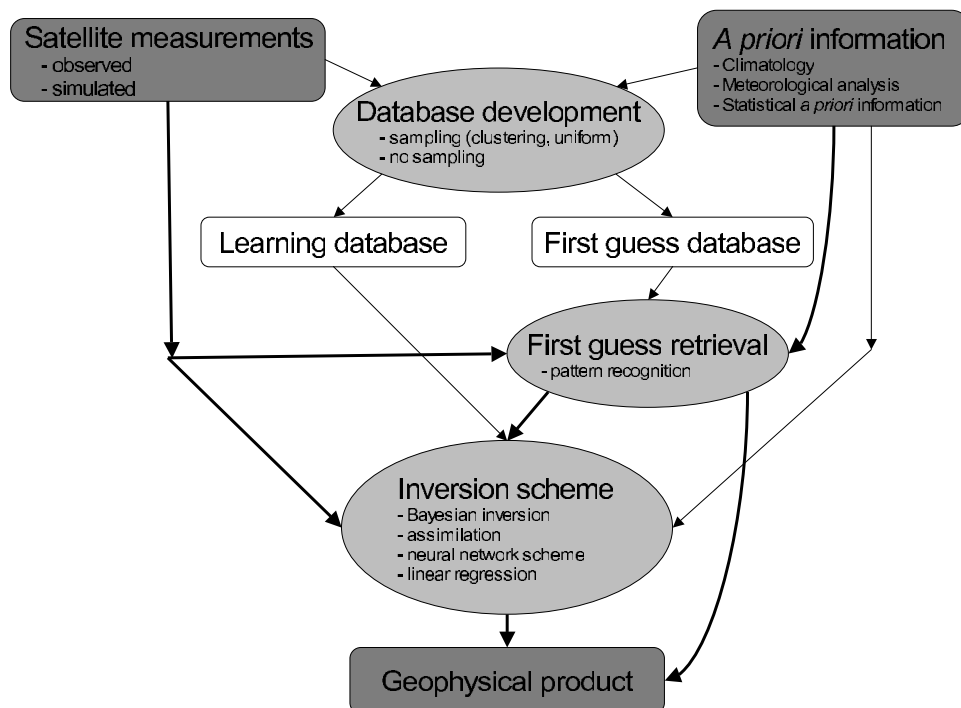 Satellite measurements
- observed
- simulated
A priori information
- Climatology
- Meteorological analysis
- Statistical a priori information
Database development
- sampling (clustering, uniform)
- no sampling
Learning database
First guess database
First guess retrieval
- pattern recognition
Inversion scheme
- Bayesian inversion
- assimilation
- neural network scheme
- linear regression
Geophysical product